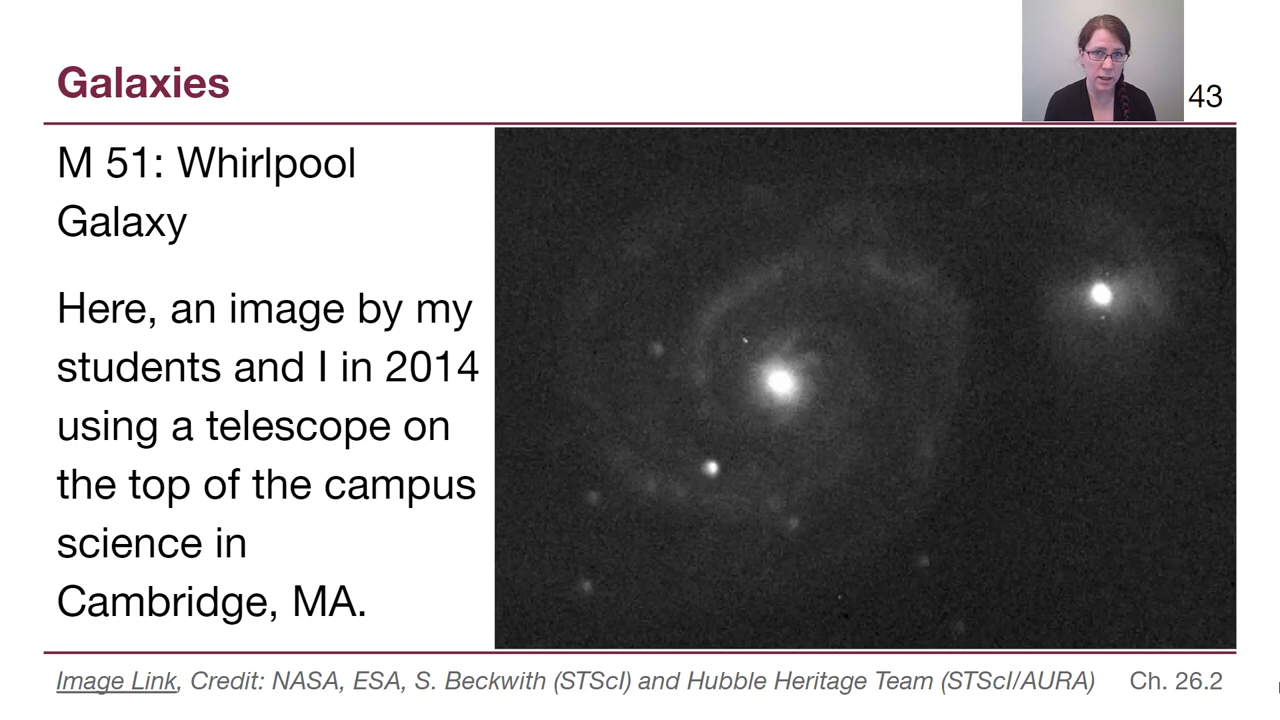 Galaxies
43
M 51: Whirlpool
Galaxy
Here, an image by my
students and I in 2014
using a telescope on
the top of the campus
science in
Cambridge, MA.
Image Link, Credit: NASA, ESA, S. Beckwith (STScI) and Hubble Heritage Team (STScI/AURA)
Ch. 26.2